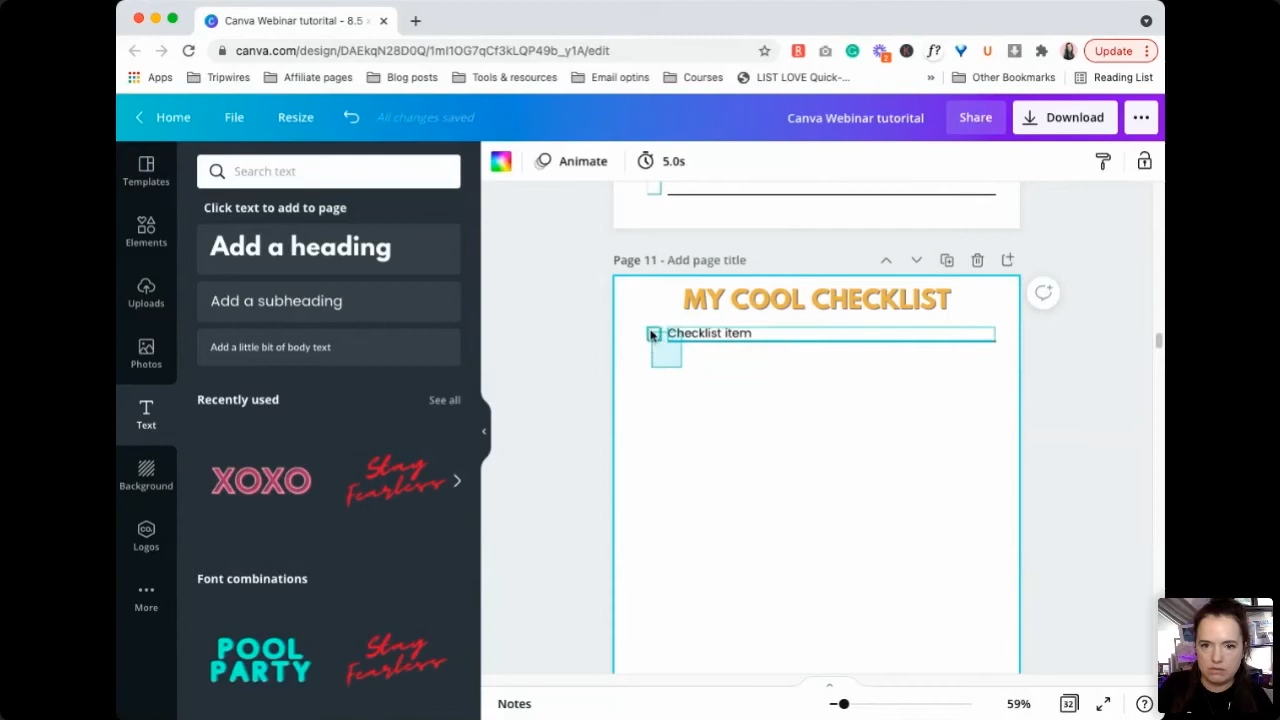 Canva Webinar tutorital - 8.5 x
canva.com/design/DAEkqN28D0Q/1mI1OG7qCf3kLQP49b_y1A/edit
Update
Apps
Tripwires
Affiliate pages
Blog posts
Tools & resources
Email optins
Courses
LIST LOVE Quick-...
»
Other Bookmarks
Reading List
Home
File
Resize
All changes saved
Canva Webinar tutorital
Share
Download
Templates
Elements
Uploads
Photos
Text
Background
CO.
Logos
More
Search text
Click text to add to page
Add a heading
Add a subheading
Add a little bit of body text
Recently used
See all
XOXO
Stay
Fearless
Font combinations
POOL
PARTY
Stay
Fearless
Animate
5.0s
Page 11 - Add page title
MY COOL CHECKLIST
Checklist item
Notes
59%
32